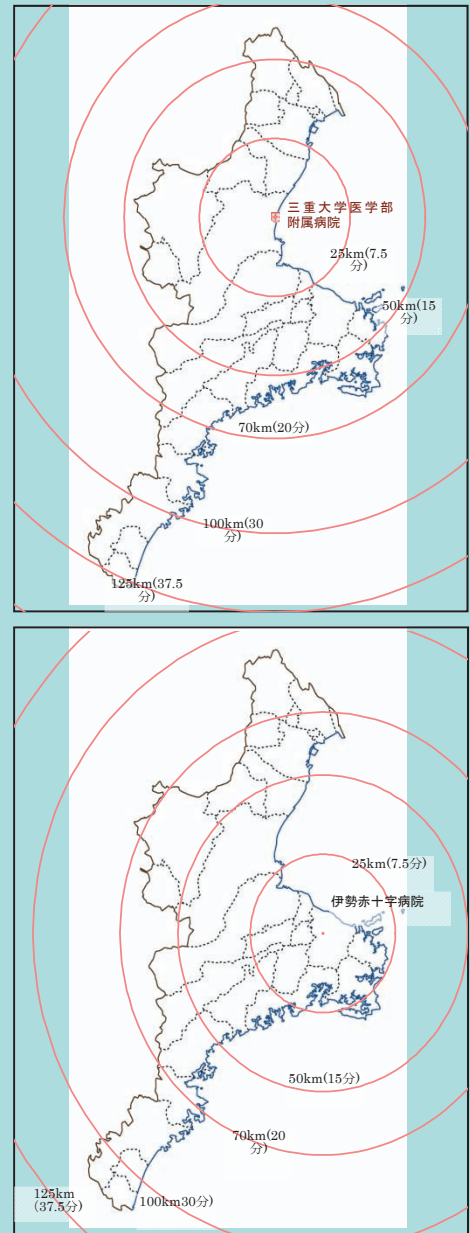 三重大学医学部
附属病院
25km(7.5
分)
50km(15
分)
70km(20分)
100km(30
分)
125km(37.5
分)
25km(7.5分)
伊勢赤十字病院
50km(15分)
70km(20
分)
125km
(37.5分)
100km30分)